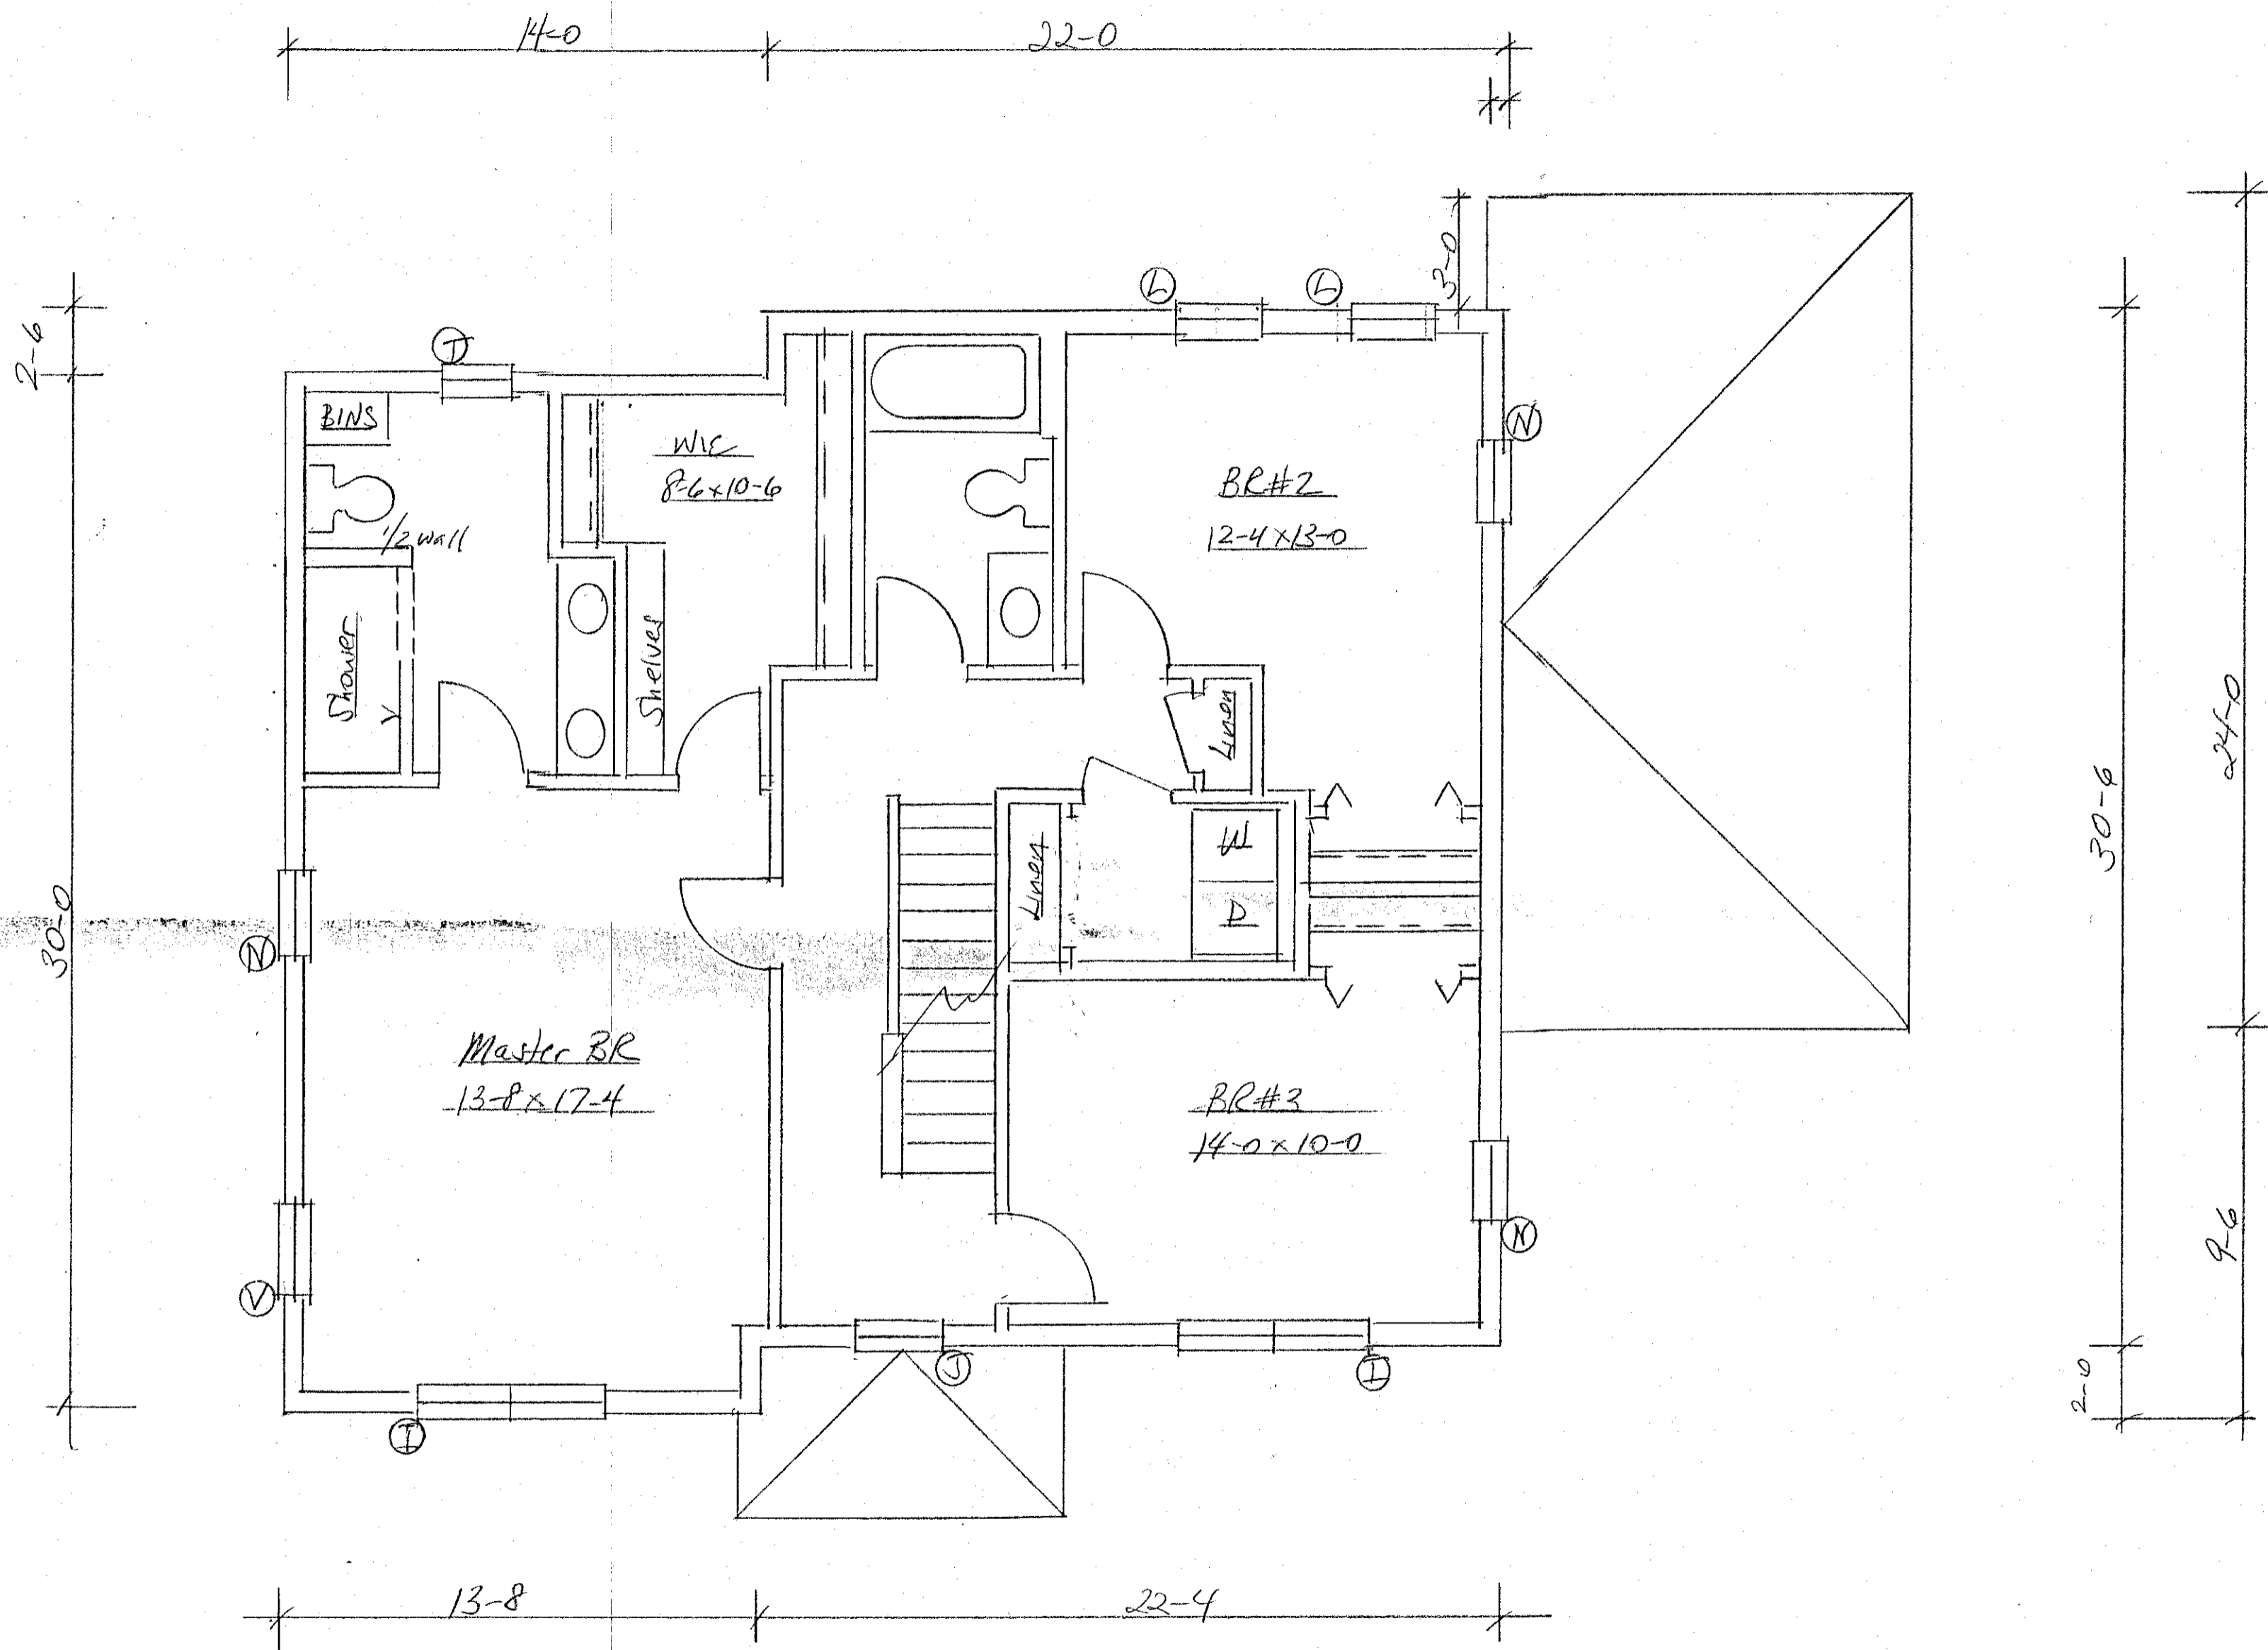 14-0
22-0
3-0
2-6
L
L
BINS
WIC
8-6x10-6
N
BR#2
12-4x13-0
1/2 wall
Shower
Shelves
Linen
24-0
30-6
W
Linen
D
30-0
N
Master BR
13-8x17-4
BR#3
14-0x10-0
9-6
N
V
J
I
2-0
I
13-8
22-4